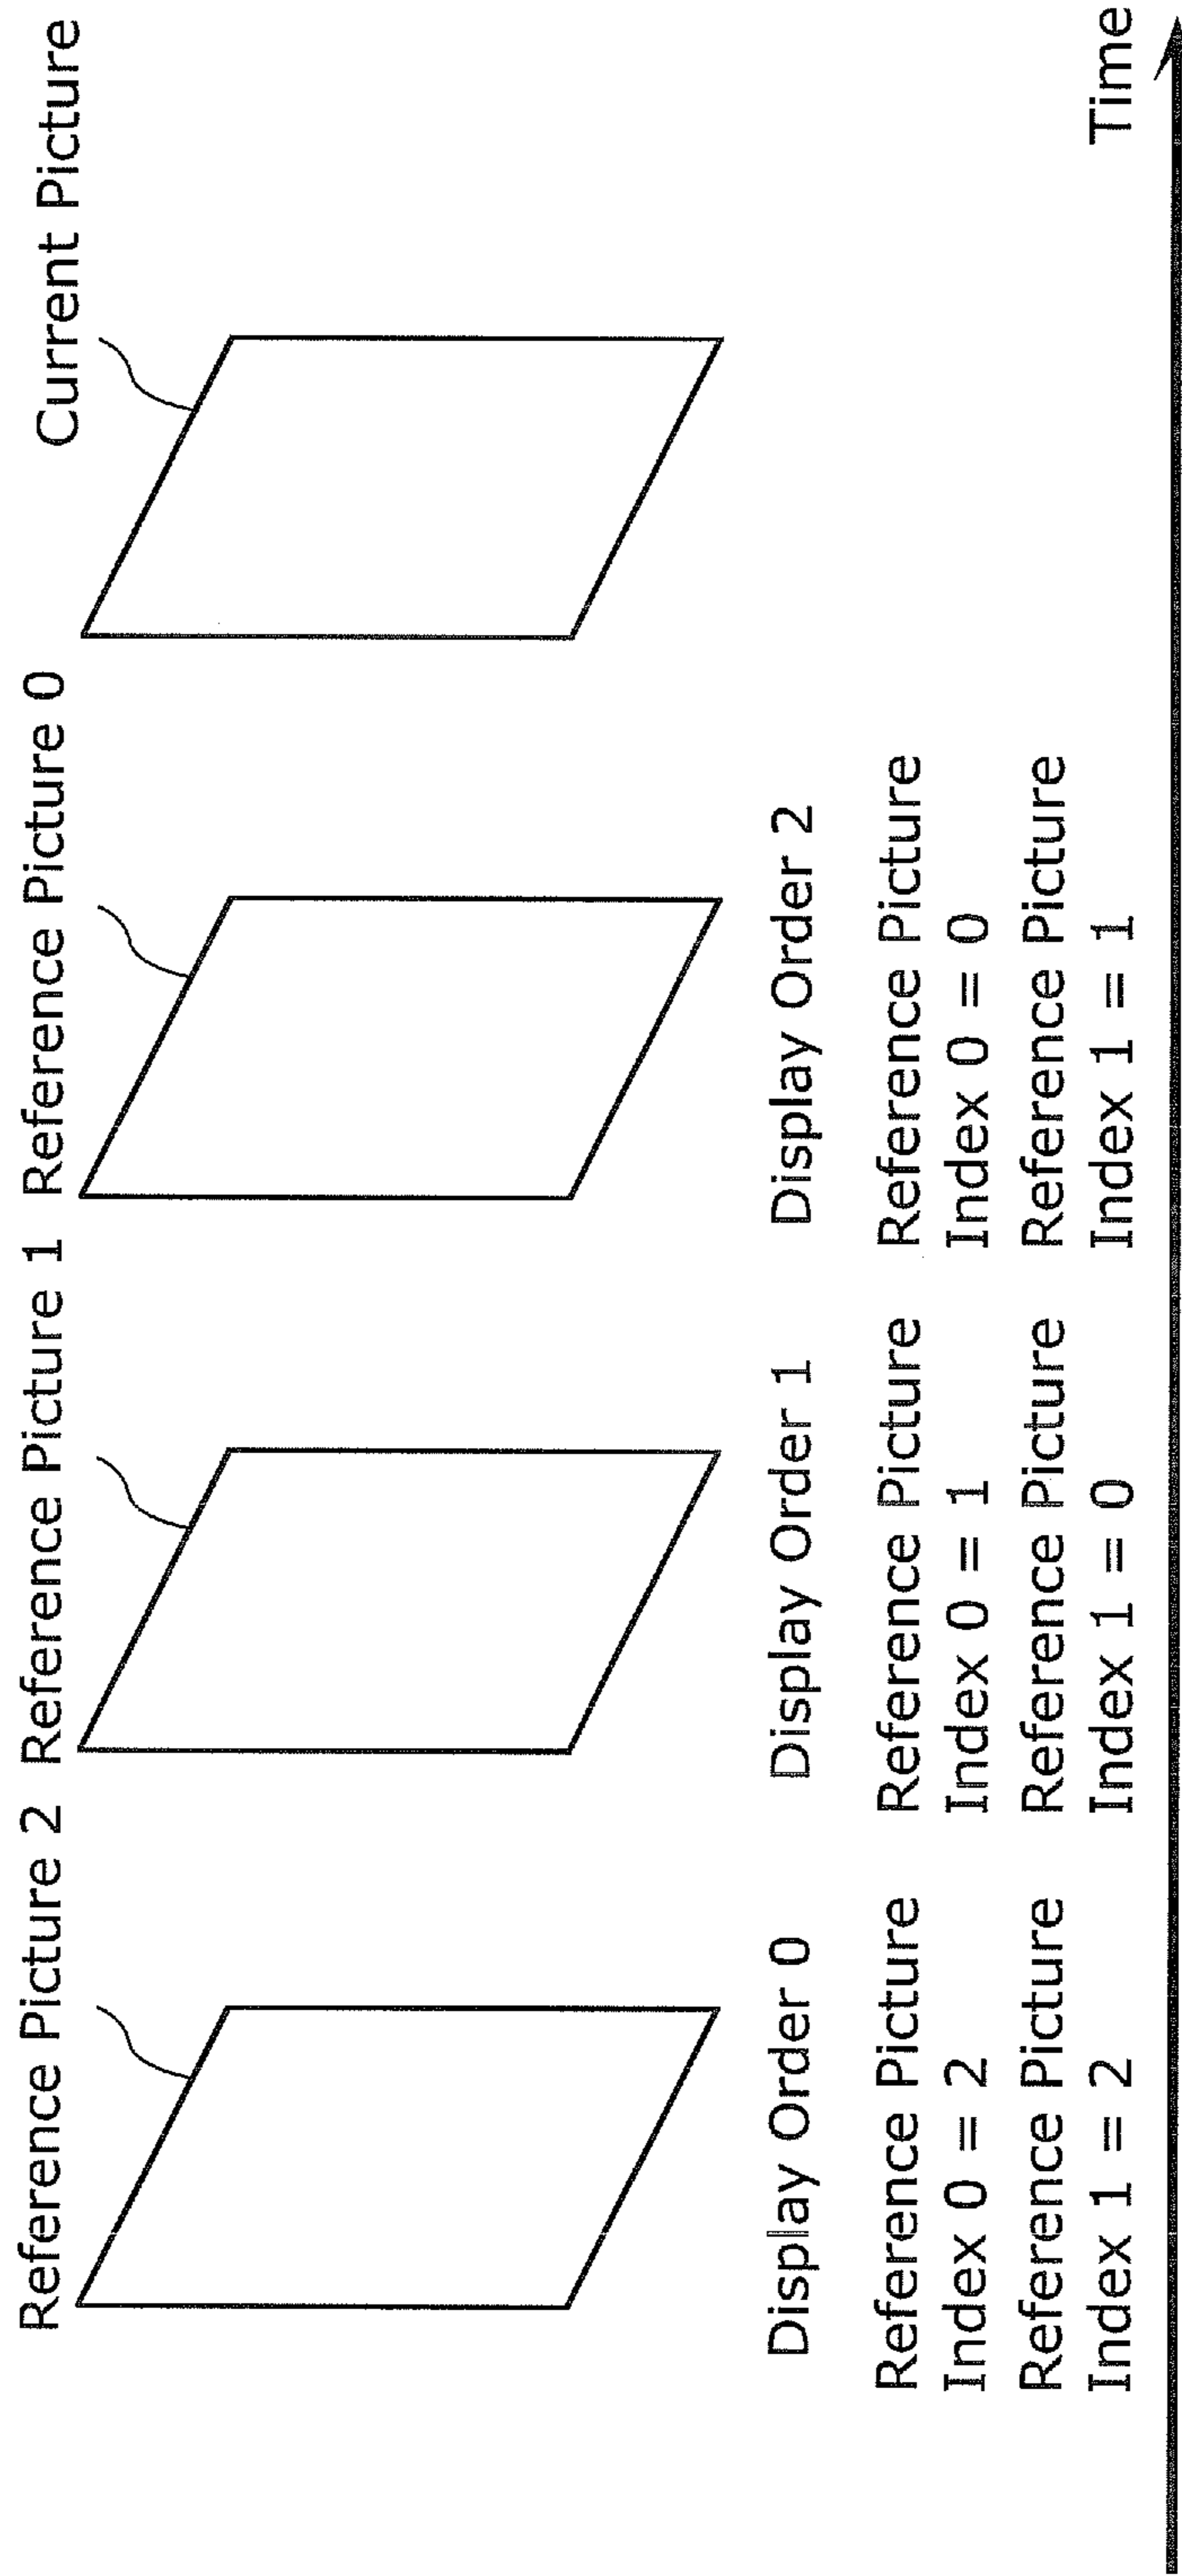 Reference Picture 2
Reference Picture 1
Reference Picture 0
Current Picture
Display Order 0
Display Order 1
Display Order 2
Reference Picture
Index 0 = 2
Reference Picture
Index 1 = 2
Reference Picture
Index 0 = 1
Reference Picture
Index 1 = 0
Reference Picture
Index 0 = 0
Reference Picture
Index 1 = 1
Time